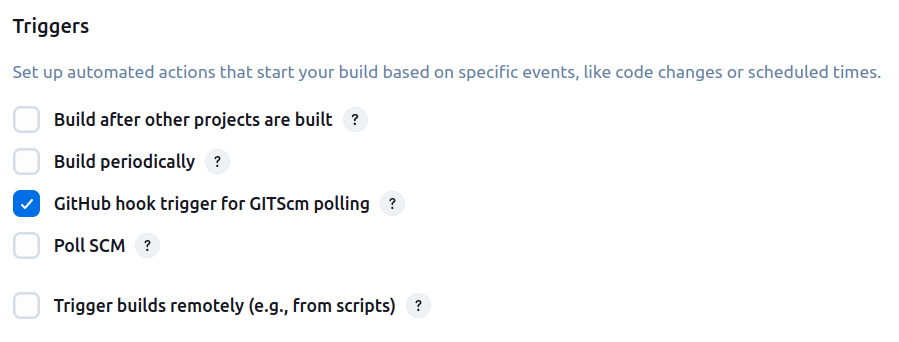 Triggers
Set up automated actions that start your build based on specific events, like code changes or scheduled times.
Build after other projects are built ?
Build periodically ?
GitHub hook trigger for GITScm polling ?
Poll SCM ?
Trigger builds remotely (e.g., from scripts) ?